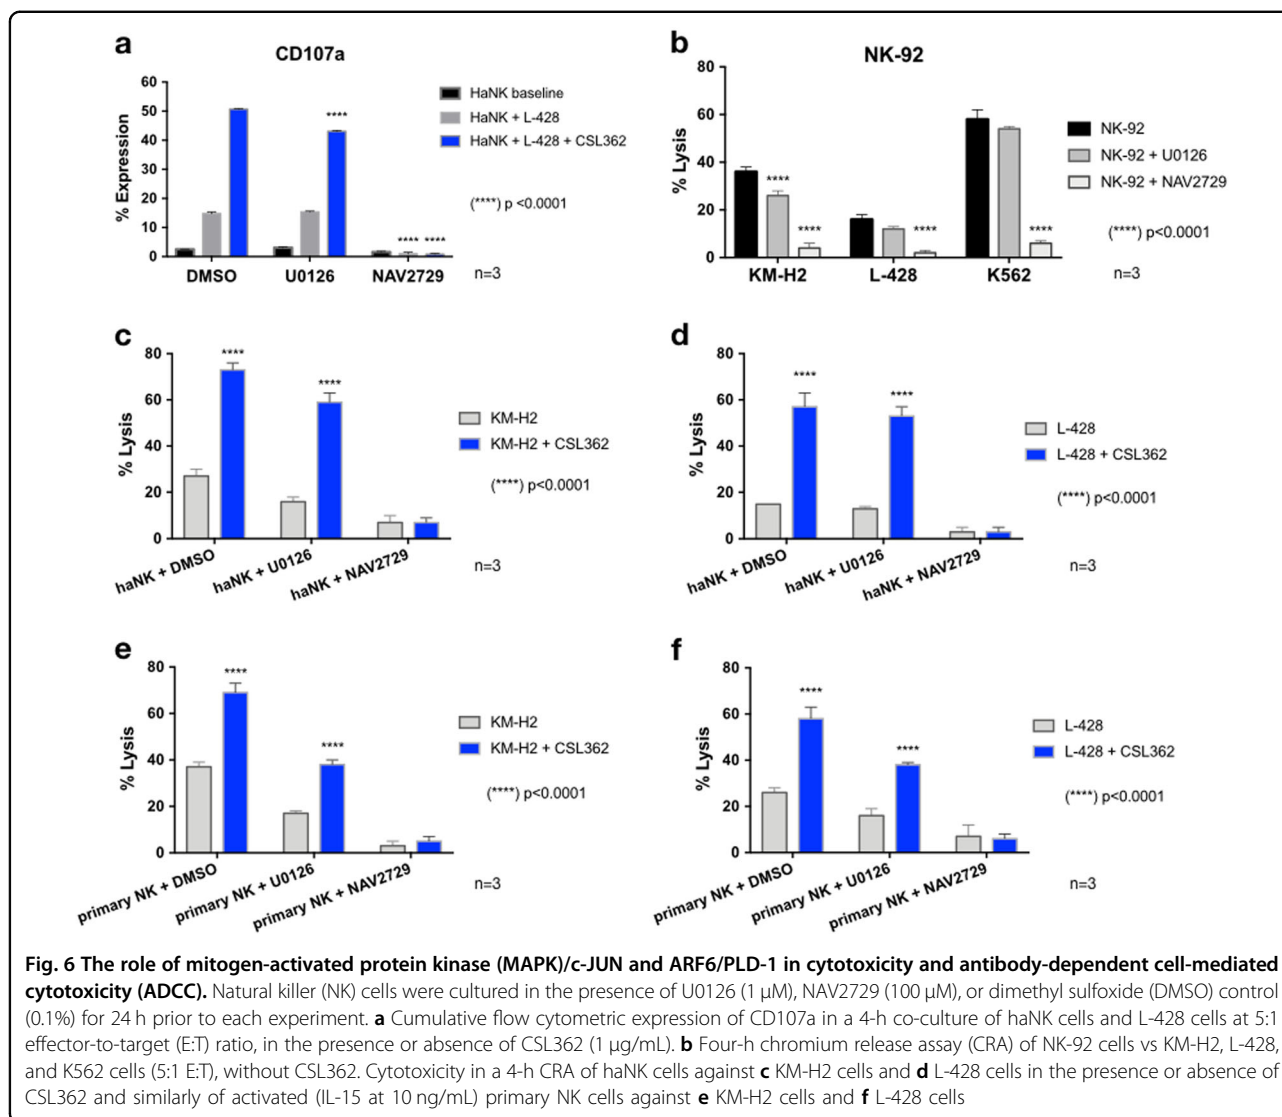 a
CD107a
% Expression
60
50
40
30
20
10
0
DMSO
U0126
NAV2729
****
**** ****
HaNK baseline
HaNK + L-428
HaNK + L-428 + CSL362
(****) p <0.0001
n=3
b
NK-92
% Lysis
80
60
40
20
0
KM-H2
L-428
K562
****
****
****
****
NK-92
NK-92 + U0126
NK-92 + NAV2729
(****) p<0.0001
n=3
c
% Lysis
80
60
40
20
0
haNK + DMSO
haNK + U0126
haNK + NAV2729
****
****
KM-H2
KM-H2 + CSL362
(****) p<0.0001
n=3
d
% Lysis
80
60
40
20
0
haNK + DMSO
haNK + U0126
haNK + NAV2729
****
****
L-428
L-428 + CSL362
(****) p<0.0001
n=3
e
% Lysis
80
60
40
20
0
primary NK + DMSO
primary NK + U0126
primary NK + NAV2729
****
****
KM-H2
KM-H2 + CSL362
(****) p<0.0001
n=3
f
% Lysis
80
60
40
20
0
primary NK + DMSO
primary NK + U0126
primary NK + NAV2729
****
****
L-428
L-428 + CSL362
(****) p<0.0001
n=3
Fig. 6 The role of mitogen-activated protein kinase (MAPK)/c-JUN and ARF6/PLD-1 in cytotoxicity and antibody-dependent cell-mediated
cytotoxicity (ADCC). Natural killer (NK) cells were cultured in the presence of U0126 (1 μM), NAV2729 (100 μM), or dimethyl sulfoxide (DMSO) control
(0.1%) for 24 h prior to each experiment. a Cumulative flow cytometric expression of CD107a in a 4-h co-culture of haNK cells and L-428 cells at 5:1
effector-to-target (E:T) ratio, in the presence or absence of CSL362 (1 μg/mL). b Four-h chromium release assay (CRA) of NK-92 cells vs KM-H2, L-428,
and K562 cells (5:1 E:T), without CSL362. Cytotoxicity in a 4-h CRA of haNK cells against c KM-H2 cells and d L-428 cells in the presence or absence of
CSL362 and similarly of activated (IL-15 at 10 ng/mL) primary NK cells against e KM-H2 cells and f L-428 cells